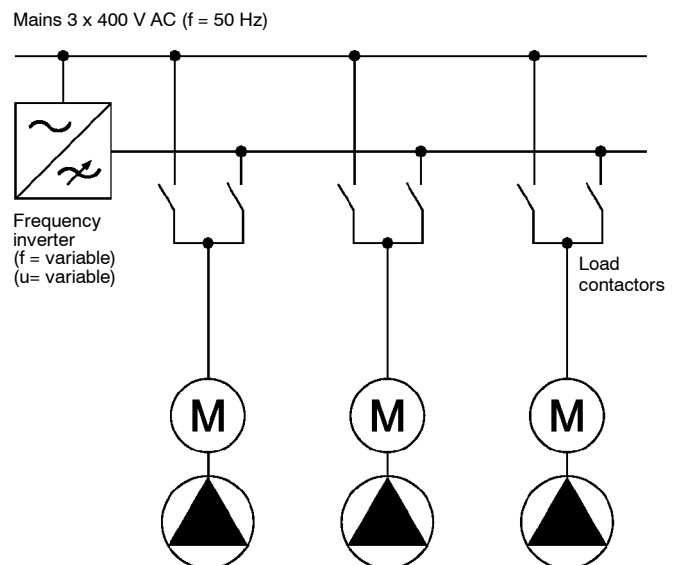 Mains 3 x 400 V AC (f = 50 Hz)
Frequency
inverter
(f = variable)
(u= variable)
Load
contactors
M
M
M